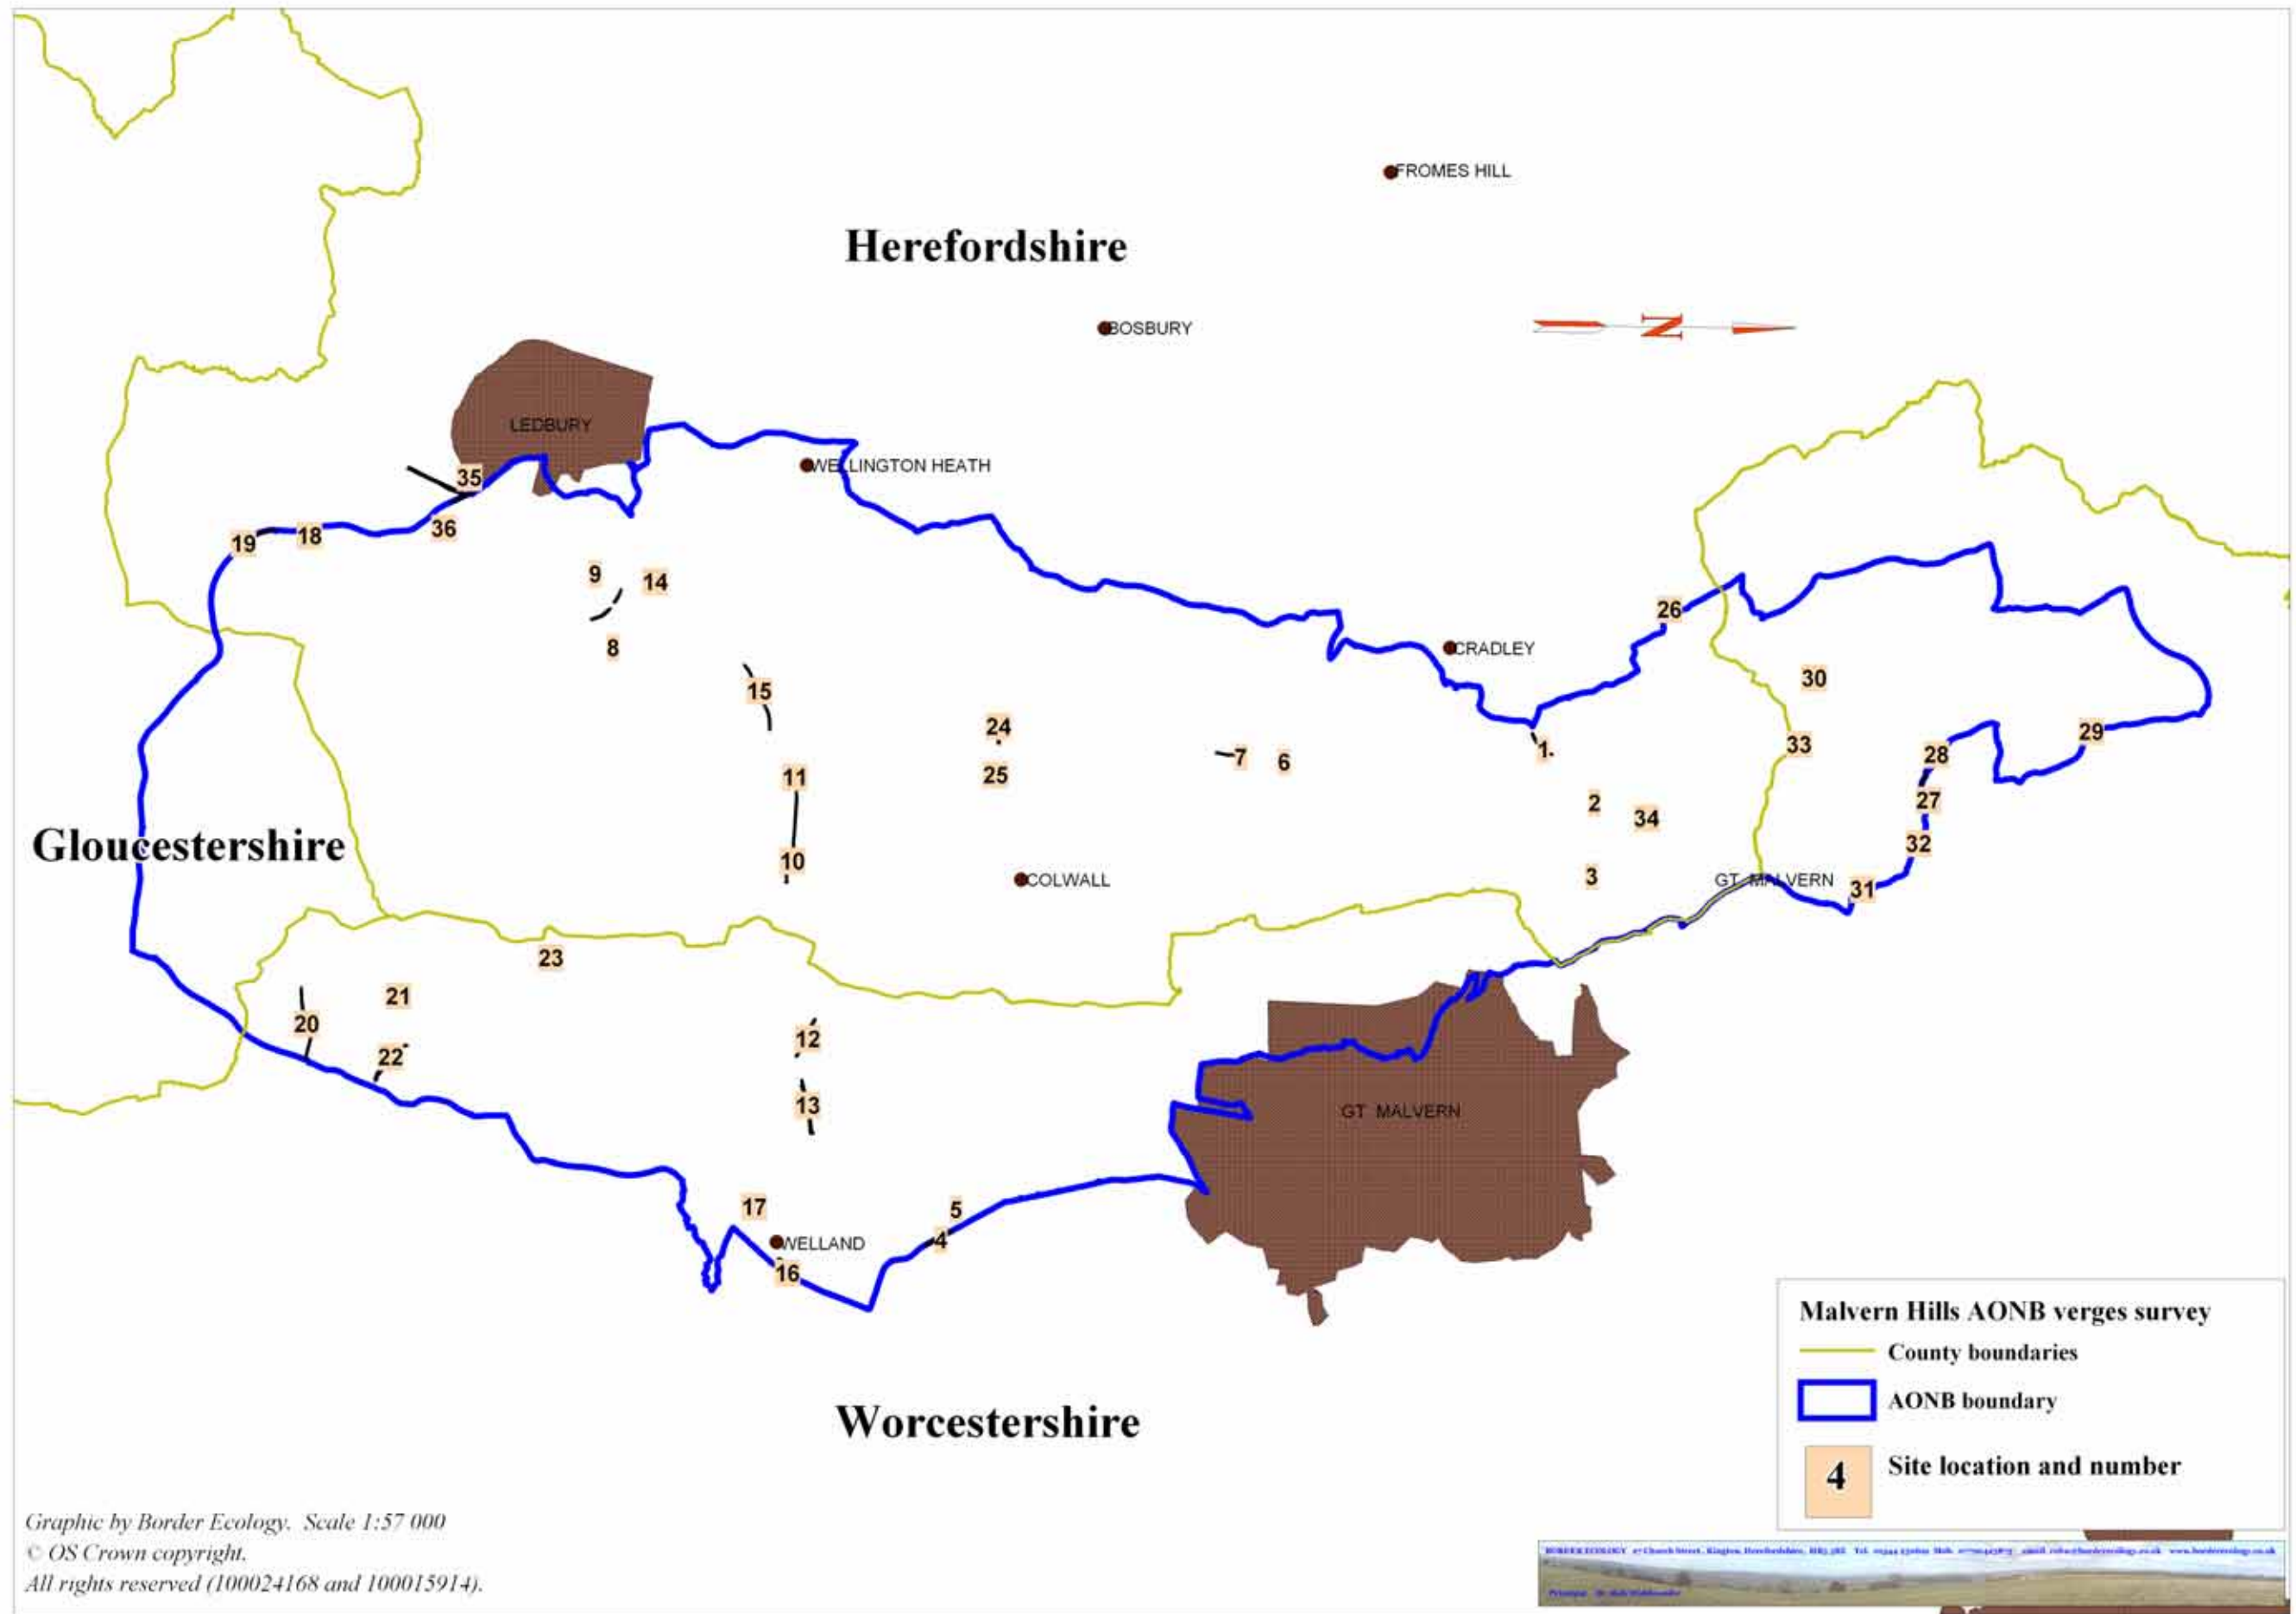 FROMES HILL
Herefordshire
BOSBURY
N
LEDBURY
WELLINGTON HEATH
35
36
18
19
9
14
8
26
CRADLEY
30
15
24
25
7
6
1.
33
29
28
11
2
27
34
32
Gloucestershire
10
COLWALL
3
GT MALVERN
31
23
21
20
22
12
13
GT MALVERN
17
5
4
WELLAND
16
Worcestershire
Malvern Hills AONB verges survey
County boundaries
AONB boundary
4 Site location and number
Graphic by Border Ecology. Scale 1:57 000
© OS Crown copyright.
All rights reserved (100024168 and 100015914).
BORDER ECOLOGY